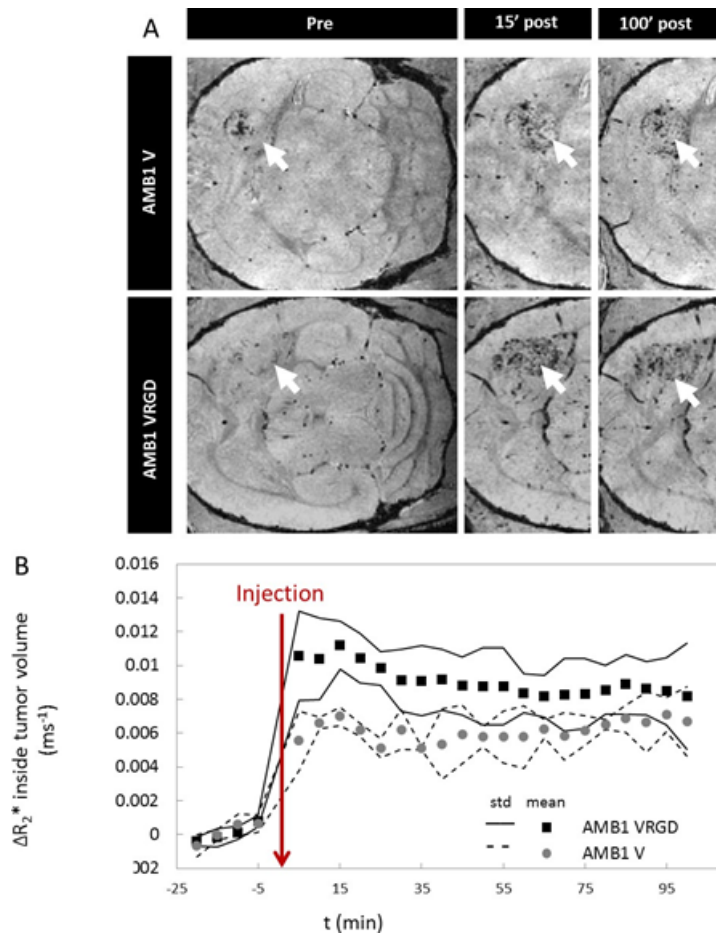 A
Pre
15' post
100' post
AMB1 V
AMB1 VRGD
B
ΔR₂* inside tumor volume
(ms⁻¹)
0.016
0.014
0.012
0.01
0.008
0.006
0.004
0.002
0
002
Injection
std mean
AMB1 VRGD
AMB1 V
-25 -5 15 35 55 75 95
t (min)